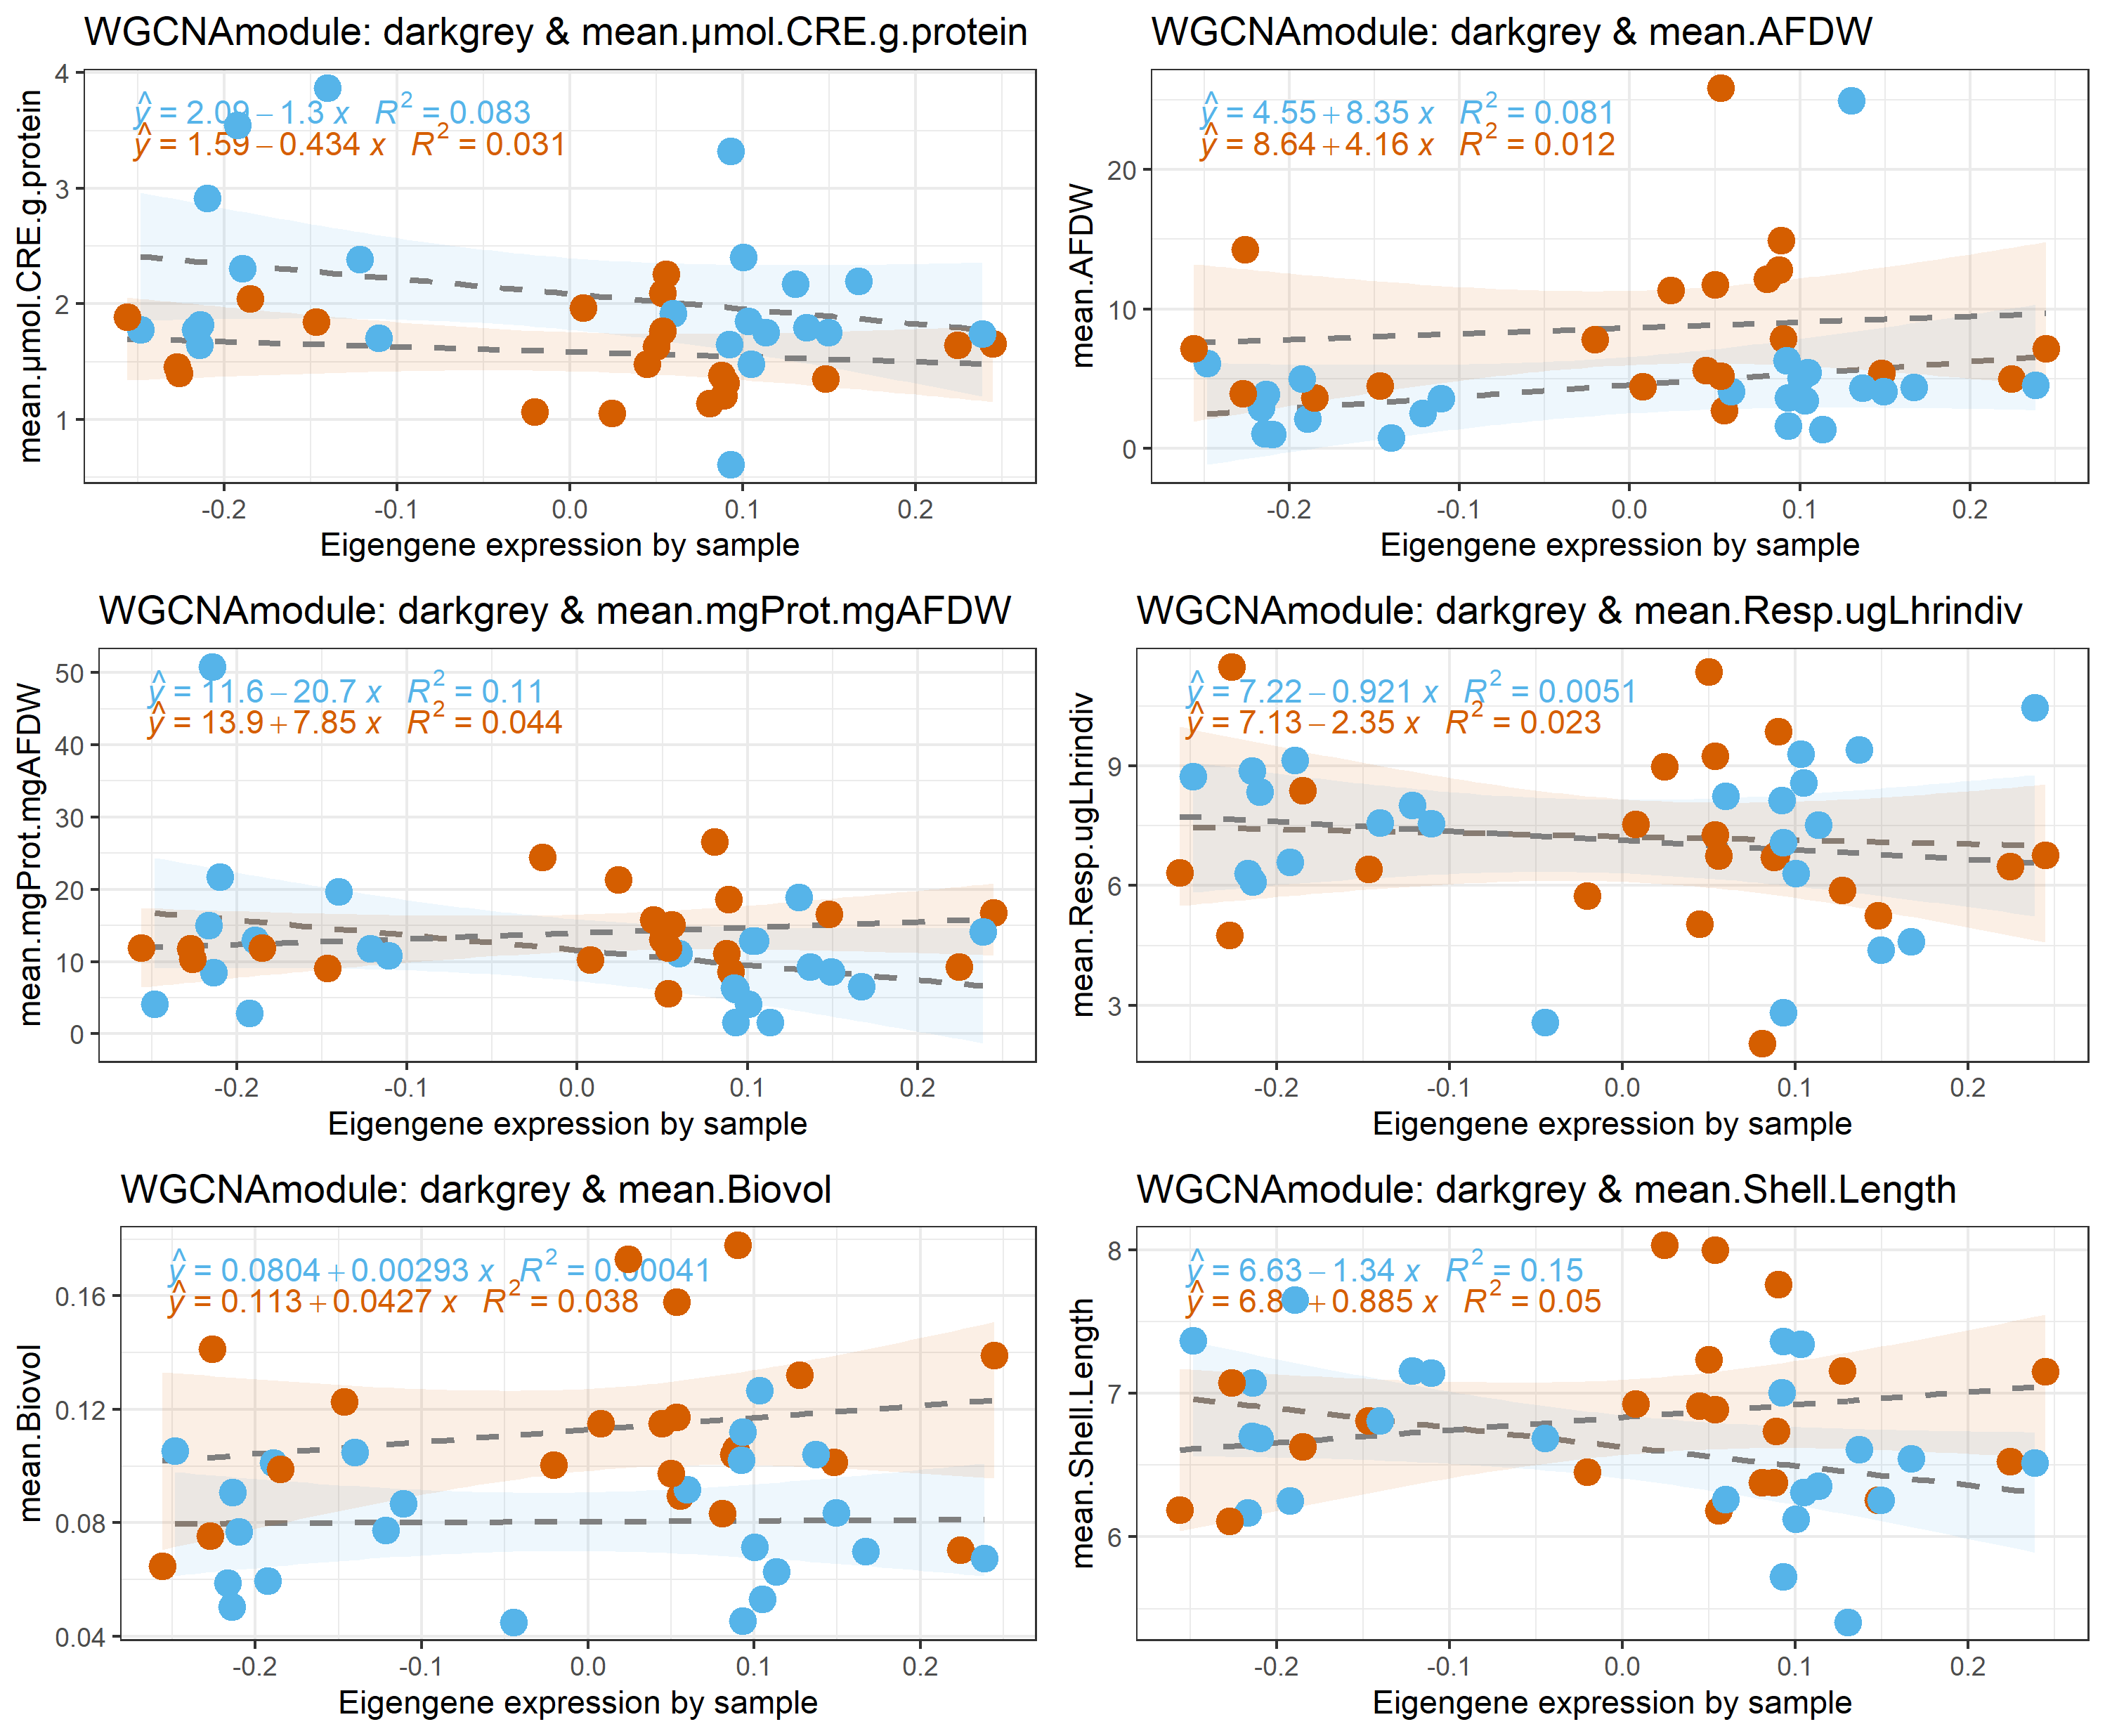 WGCNAmodule: darkgrey & mean.µmol.CRE.g.protein
ŷ = 2.09 − 1.3 x R² = 0.083
ŷ = 1.59 − 0.434 x R² = 0.031
mean.µmol.CRE.g.protein
4
3
2
1
-0.2 -0.1 0.0 0.1 0.2
Eigengene expression by sample
WGCNAmodule: darkgrey & mean.AFDW
ŷ = 4.55 + 8.35 x R² = 0.081
ŷ = 8.64 + 4.16 x R² = 0.012
mean.AFDW
20
10
0
-0.2 -0.1 0.0 0.1 0.2
Eigengene expression by sample
WGCNAmodule: darkgrey & mean.mgProt.mgAFDW
ŷ = 11.6 − 20.7 x R² = 0.11
ŷ = 13.9 + 7.85 x R² = 0.044
mean.mgProt.mgAFDW
50
40
30
20
10
0
-0.2 -0.1 0.0 0.1 0.2
Eigengene expression by sample
WGCNAmodule: darkgrey & mean.Resp.ugLhrindiv
ŷ = 7.22 − 0.921 x R² = 0.0051
ŷ = 7.13 − 2.35 x R² = 0.023
mean.Resp.ugLhrindiv
9
6
3
-0.2 -0.1 0.0 0.1 0.2
Eigengene expression by sample
WGCNAmodule: darkgrey & mean.Biovol
ŷ = 0.0804 + 0.00293 x R² = 0.00041
ŷ = 0.113 + 0.0427 x R² = 0.038
mean.Biovol
0.16
0.12
0.08
0.04
-0.2 -0.1 0.0 0.1 0.2
Eigengene expression by sample
WGCNAmodule: darkgrey & mean.Shell.Length
ŷ = 6.63 − 1.34 x R² = 0.15
ŷ = + 0.885 x R² = 0.05
mean.Shell.Length
8
7
6
-0.2 -0.1 0.0 0.1 0.2
Eigengene expression by sample